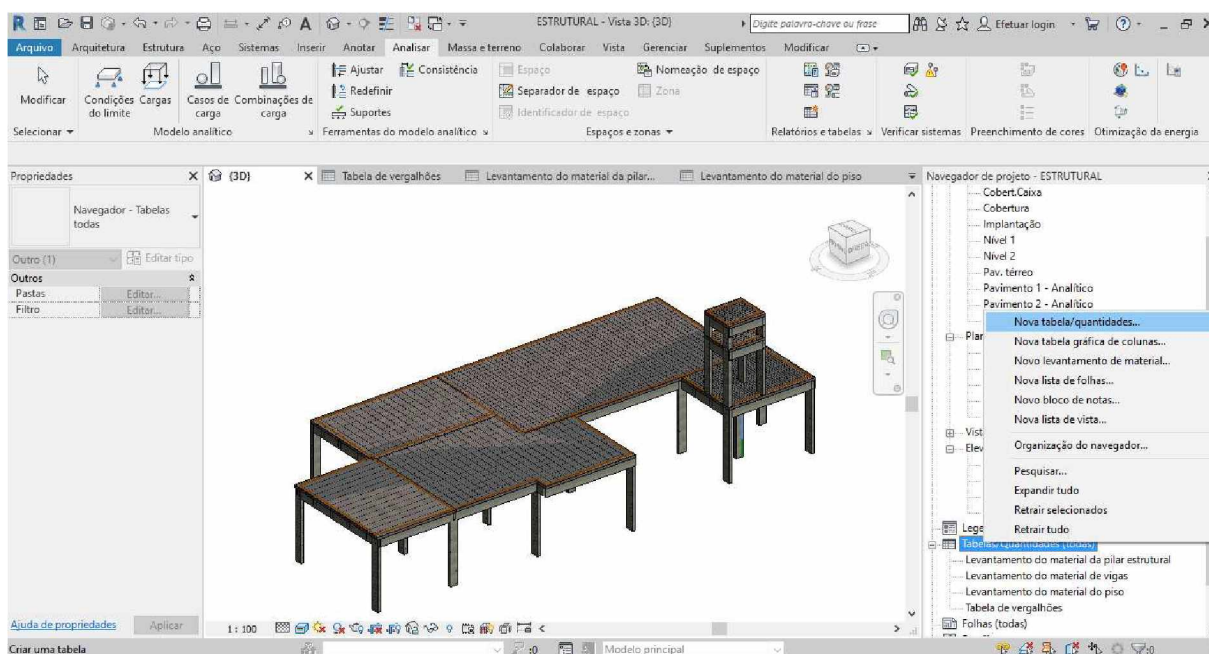 ESTRUTURAL - Vista 3D: {3D}
Digite palavra-chave ou frase
Efetuar login
Arquivo Arquitetura Estrutura Aço Sistemas Inserir Anotar Analisar Massa e terreno Colaborar Vista Gerenciar Suplementos Modificar
Modificar
Condições do limite
Cargas
Casos de carga
Combinações de carga
Ajustar
Consistência
Redefinir
Suportes
Espaço
Separador de espaço
Identificador de espaço
Nomeação de espaço
Zona
Selecionar
Modelo analítico
Ferramentas do modelo analítico
Espaços e zonas
Relatórios e tabelas
Verificar sistemas
Preenchimento de cores
Otimização da energia
Propriedades
Navegador - Tabelas
todas
Outro (1)
Editar tipo
Outros
Pastas Editar...
Filtro Editar...
Ajuda de propriedades
Aplicar
{3D}
Tabela de vergalhões
Levantamento do material da pilar...
Levantamento do material do piso
1 : 100
Navegador de projeto - ESTRUTURAL
Cobert.Caixa
Cobertura
Implantação
Nível 1
Nível 2
Pav. térreo
Pavimento 1 - Analítico
Pavimento 2 - Analítico
Plan
Vist
Elev
Lege
Nova tabela/quantidades...
Nova tabela gráfica de colunas...
Novo levantamento de material...
Nova lista de folhas...
Novo bloco de notas...
Nova lista de vista...
Organização do navegador...
Pesquisar...
Expandir tudo
Retrair selecionados
Retrair tudo
Tabelas/Quantidades (todas)
Levantamento do material da pilar estrutural
Levantamento do material de vigas
Levantamento do material do piso
Tabela de vergalhões
Folhas (todas)
Criar uma tabela
:0
Modelo principal
:0